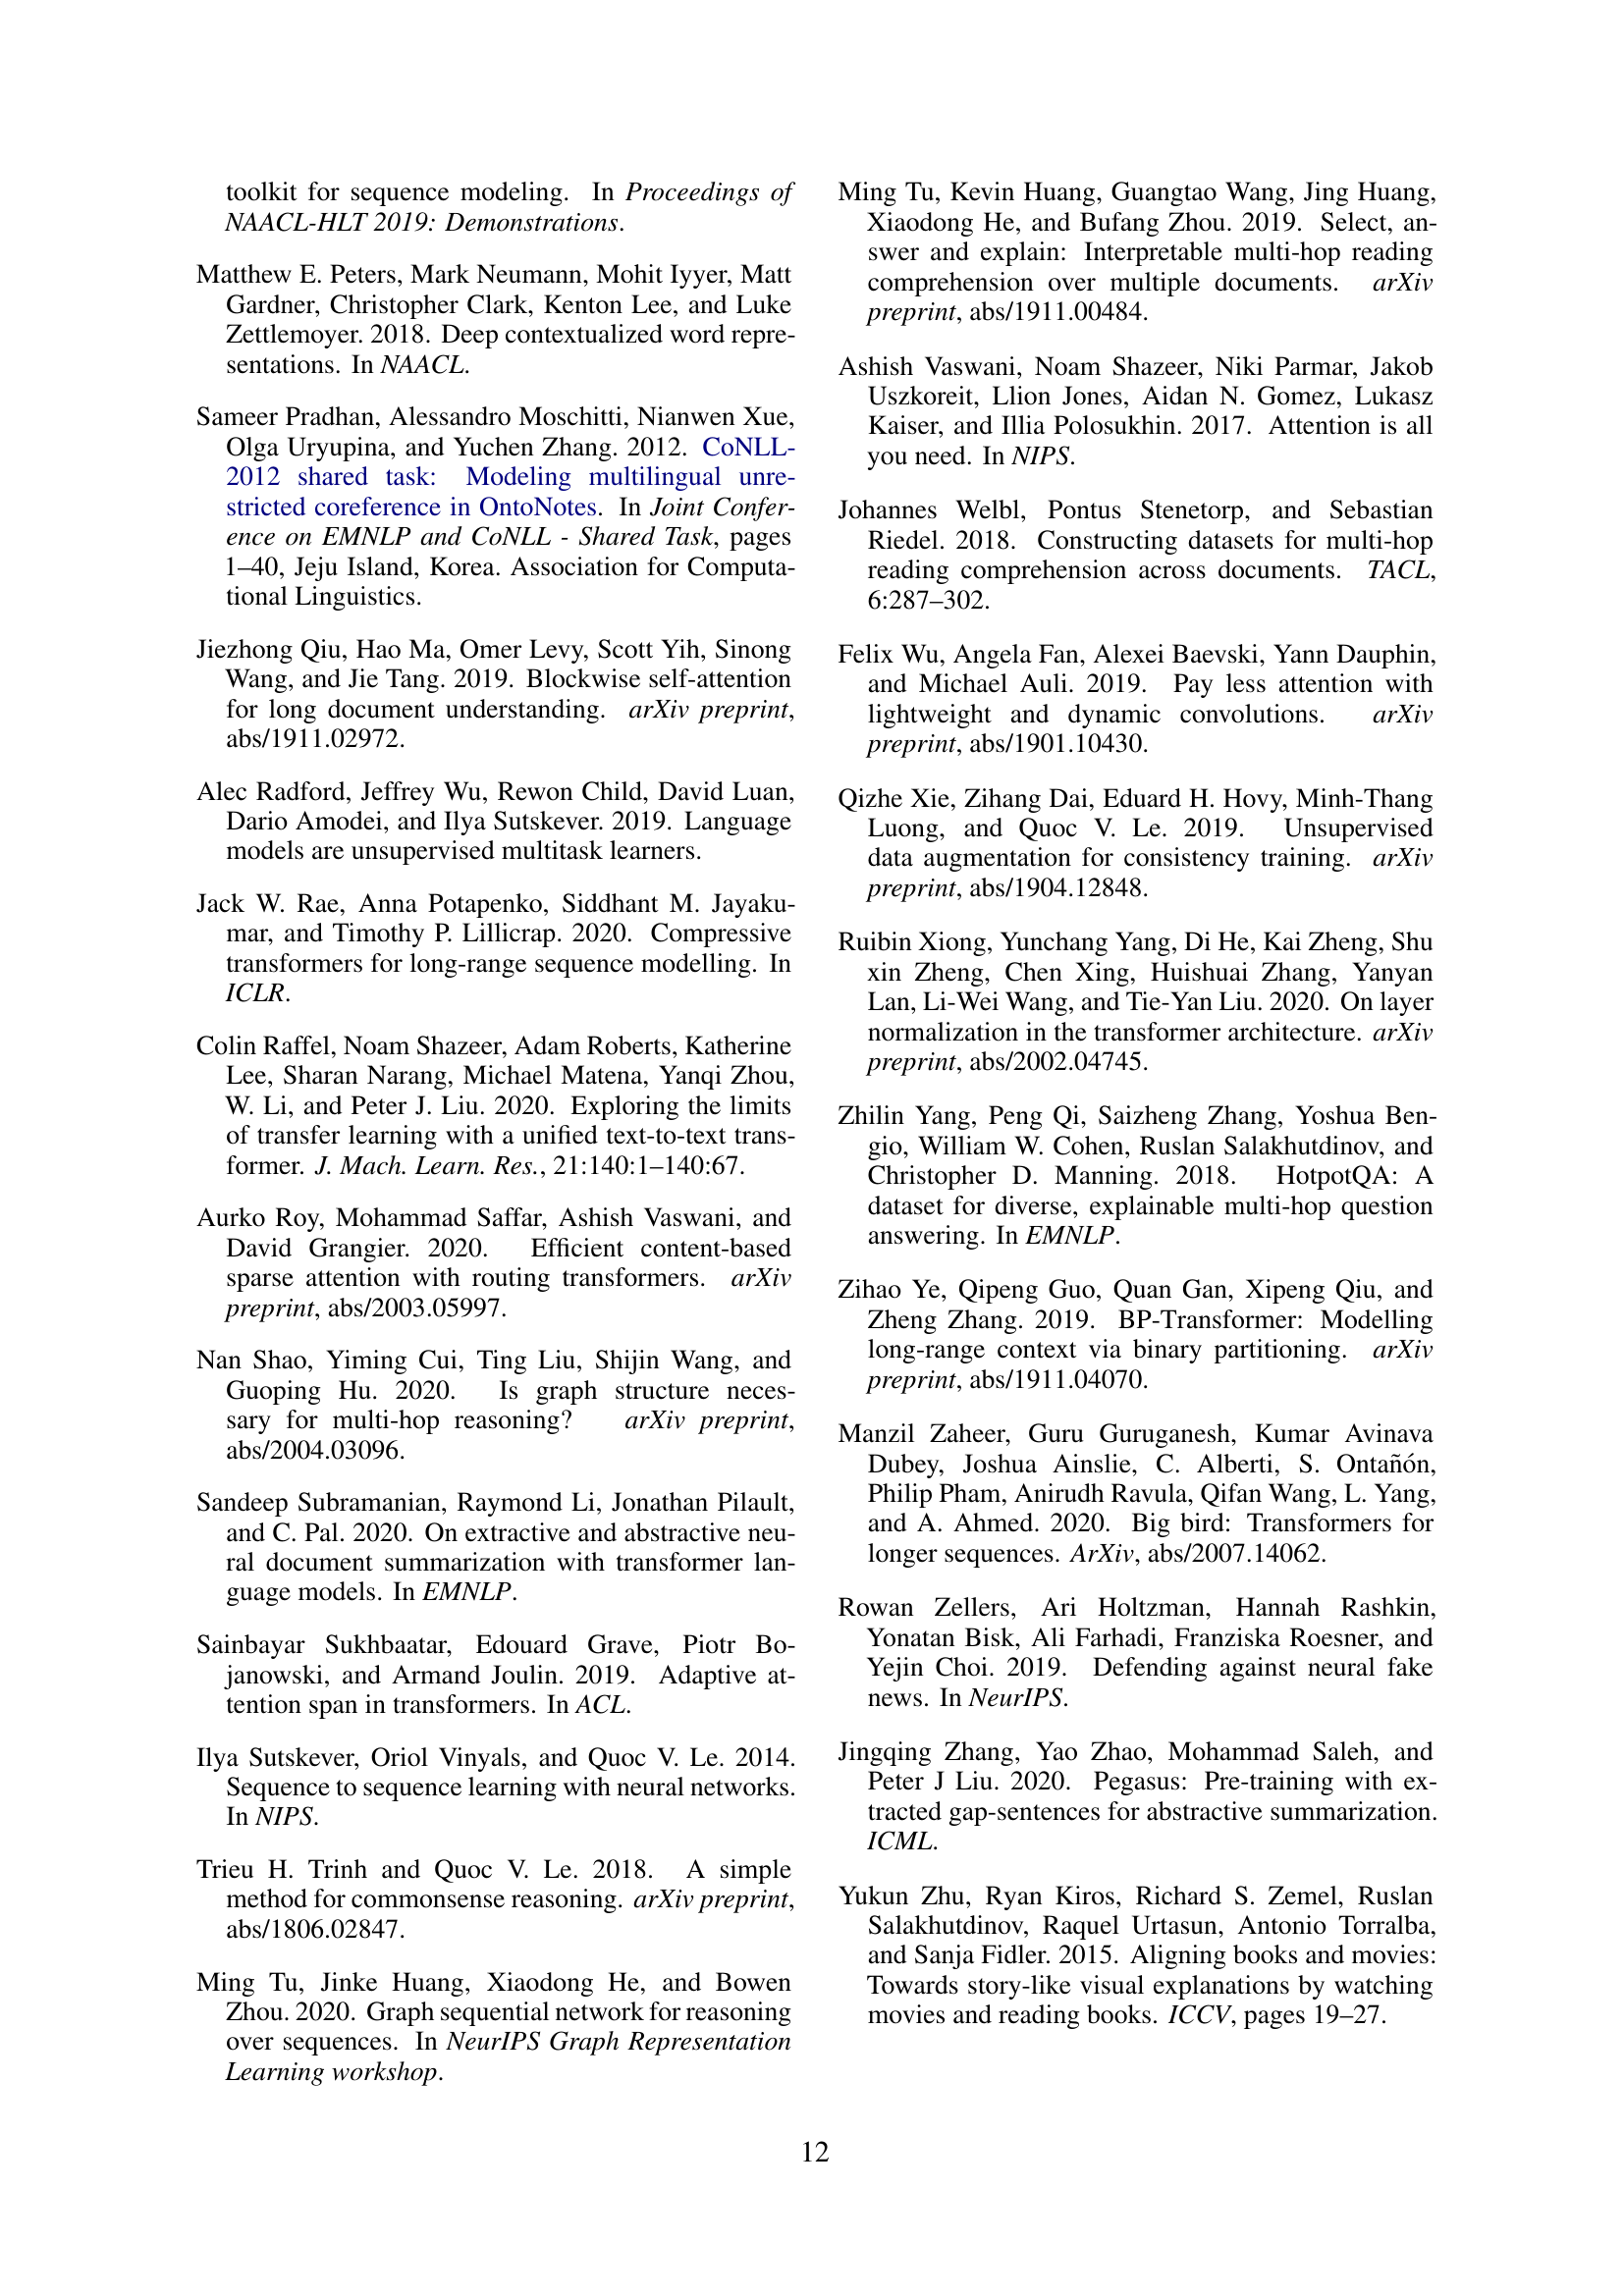 toolkit for sequence modeling. In Proceedings of
NAACL-HLT 2019: Demonstrations.
Matthew E. Peters, Mark Neumann, Mohit Iyyer, Matt
Gardner, Christopher Clark, Kenton Lee, and Luke
Zettlemoyer. 2018. Deep contextualized word repre-
sentations. In NAACL.
Sameer Pradhan, Alessandro Moschitti, Nianwen Xue,
Olga Uryupina, and Yuchen Zhang. 2012. CoNLL-
2012 shared task: Modeling multilingual unre-
stricted coreference in OntoNotes. In Joint Confer-
ence on EMNLP and CoNLL - Shared Task, pages
1–40, Jeju Island, Korea. Association for Computa-
tional Linguistics.
Jiezhong Qiu, Hao Ma, Omer Levy, Scott Yih, Sinong
Wang, and Jie Tang. 2019. Blockwise self-attention
for long document understanding. arXiv preprint,
abs/1911.02972.
Alec Radford, Jeffrey Wu, Rewon Child, David Luan,
Dario Amodei, and Ilya Sutskever. 2019. Language
models are unsupervised multitask learners.
Jack W. Rae, Anna Potapenko, Siddhant M. Jayaku-
mar, and Timothy P. Lillicrap. 2020. Compressive
transformers for long-range sequence modelling. In
ICLR.
Colin Raffel, Noam Shazeer, Adam Roberts, Katherine
Lee, Sharan Narang, Michael Matena, Yanqi Zhou,
W. Li, and Peter J. Liu. 2020. Exploring the limits
of transfer learning with a unified text-to-text trans-
former. J. Mach. Learn. Res., 21:140:1–140:67.
Aurko Roy, Mohammad Saffar, Ashish Vaswani, and
David Grangier. 2020. Efficient content-based
sparse attention with routing transformers. arXiv
preprint, abs/2003.05997.
Nan Shao, Yiming Cui, Ting Liu, Shijin Wang, and
Guoping Hu. 2020. Is graph structure neces-
sary for multi-hop reasoning? arXiv preprint,
abs/2004.03096.
Sandeep Subramanian, Raymond Li, Jonathan Pilault,
and C. Pal. 2020. On extractive and abstractive neu-
ral document summarization with transformer lan-
guage models. In EMNLP.
Sainbayar Sukhbaatar, Edouard Grave, Piotr Bo-
janowski, and Armand Joulin. 2019. Adaptive at-
tention span in transformers. In ACL.
Ilya Sutskever, Oriol Vinyals, and Quoc V. Le. 2014.
Sequence to sequence learning with neural networks.
In NIPS.
Trieu H. Trinh and Quoc V. Le. 2018. A simple
method for commonsense reasoning. arXiv preprint,
abs/1806.02847.
Ming Tu, Jinke Huang, Xiaodong He, and Bowen
Zhou. 2020. Graph sequential network for reasoning
over sequences. In NeurIPS Graph Representation
Learning workshop.
Ming Tu, Kevin Huang, Guangtao Wang, Jing Huang,
Xiaodong He, and Bufang Zhou. 2019. Select, an-
swer and explain: Interpretable multi-hop reading
comprehension over multiple documents. arXiv
preprint, abs/1911.00484.
Ashish Vaswani, Noam Shazeer, Niki Parmar, Jakob
Uszkoreit, Llion Jones, Aidan N. Gomez, Lukasz
Kaiser, and Illia Polosukhin. 2017. Attention is all
you need. In NIPS.
Johannes Welbl, Pontus Stenetorp, and Sebastian
Riedel. 2018. Constructing datasets for multi-hop
reading comprehension across documents. TACL,
6:287–302.
Felix Wu, Angela Fan, Alexei Baevski, Yann Dauphin,
and Michael Auli. 2019. Pay less attention with
lightweight and dynamic convolutions. arXiv
preprint, abs/1901.10430.
Qizhe Xie, Zihang Dai, Eduard H. Hovy, Minh-Thang
Luong, and Quoc V. Le. 2019. Unsupervised
data augmentation for consistency training. arXiv
preprint, abs/1904.12848.
Ruibin Xiong, Yunchang Yang, Di He, Kai Zheng, Shu
xin Zheng, Chen Xing, Huishuai Zhang, Yanyan
Lan, Li-Wei Wang, and Tie-Yan Liu. 2020. On layer
normalization in the transformer architecture. arXiv
preprint, abs/2002.04745.
Zhilin Yang, Peng Qi, Saizheng Zhang, Yoshua Ben-
gio, William W. Cohen, Ruslan Salakhutdinov, and
Christopher D. Manning. 2018. HotpotQA: A
dataset for diverse, explainable multi-hop question
answering. In EMNLP.
Zihao Ye, Qipeng Guo, Quan Gan, Xipeng Qiu, and
Zheng Zhang. 2019. BP-Transformer: Modelling
long-range context via binary partitioning. arXiv
preprint, abs/1911.04070.
Manzil Zaheer, Guru Guruganesh, Kumar Avinava
Dubey, Joshua Ainslie, C. Alberti, S. Ontañón,
Philip Pham, Anirudh Ravula, Qifan Wang, L. Yang,
and A. Ahmed. 2020. Big bird: Transformers for
longer sequences. ArXiv, abs/2007.14062.
Rowan Zellers, Ari Holtzman, Hannah Rashkin,
Yonatan Bisk, Ali Farhadi, Franziska Roesner, and
Yejin Choi. 2019. Defending against neural fake
news. In NeurIPS.
Jingqing Zhang, Yao Zhao, Mohammad Saleh, and
Peter J Liu. 2020. Pegasus: Pre-training with ex-
tracted gap-sentences for abstractive summarization.
ICML.
Yukun Zhu, Ryan Kiros, Richard S. Zemel, Ruslan
Salakhutdinov, Raquel Urtasun, Antonio Torralba,
and Sanja Fidler. 2015. Aligning books and movies:
Towards story-like visual explanations by watching
movies and reading books. ICCV, pages 19–27.
12